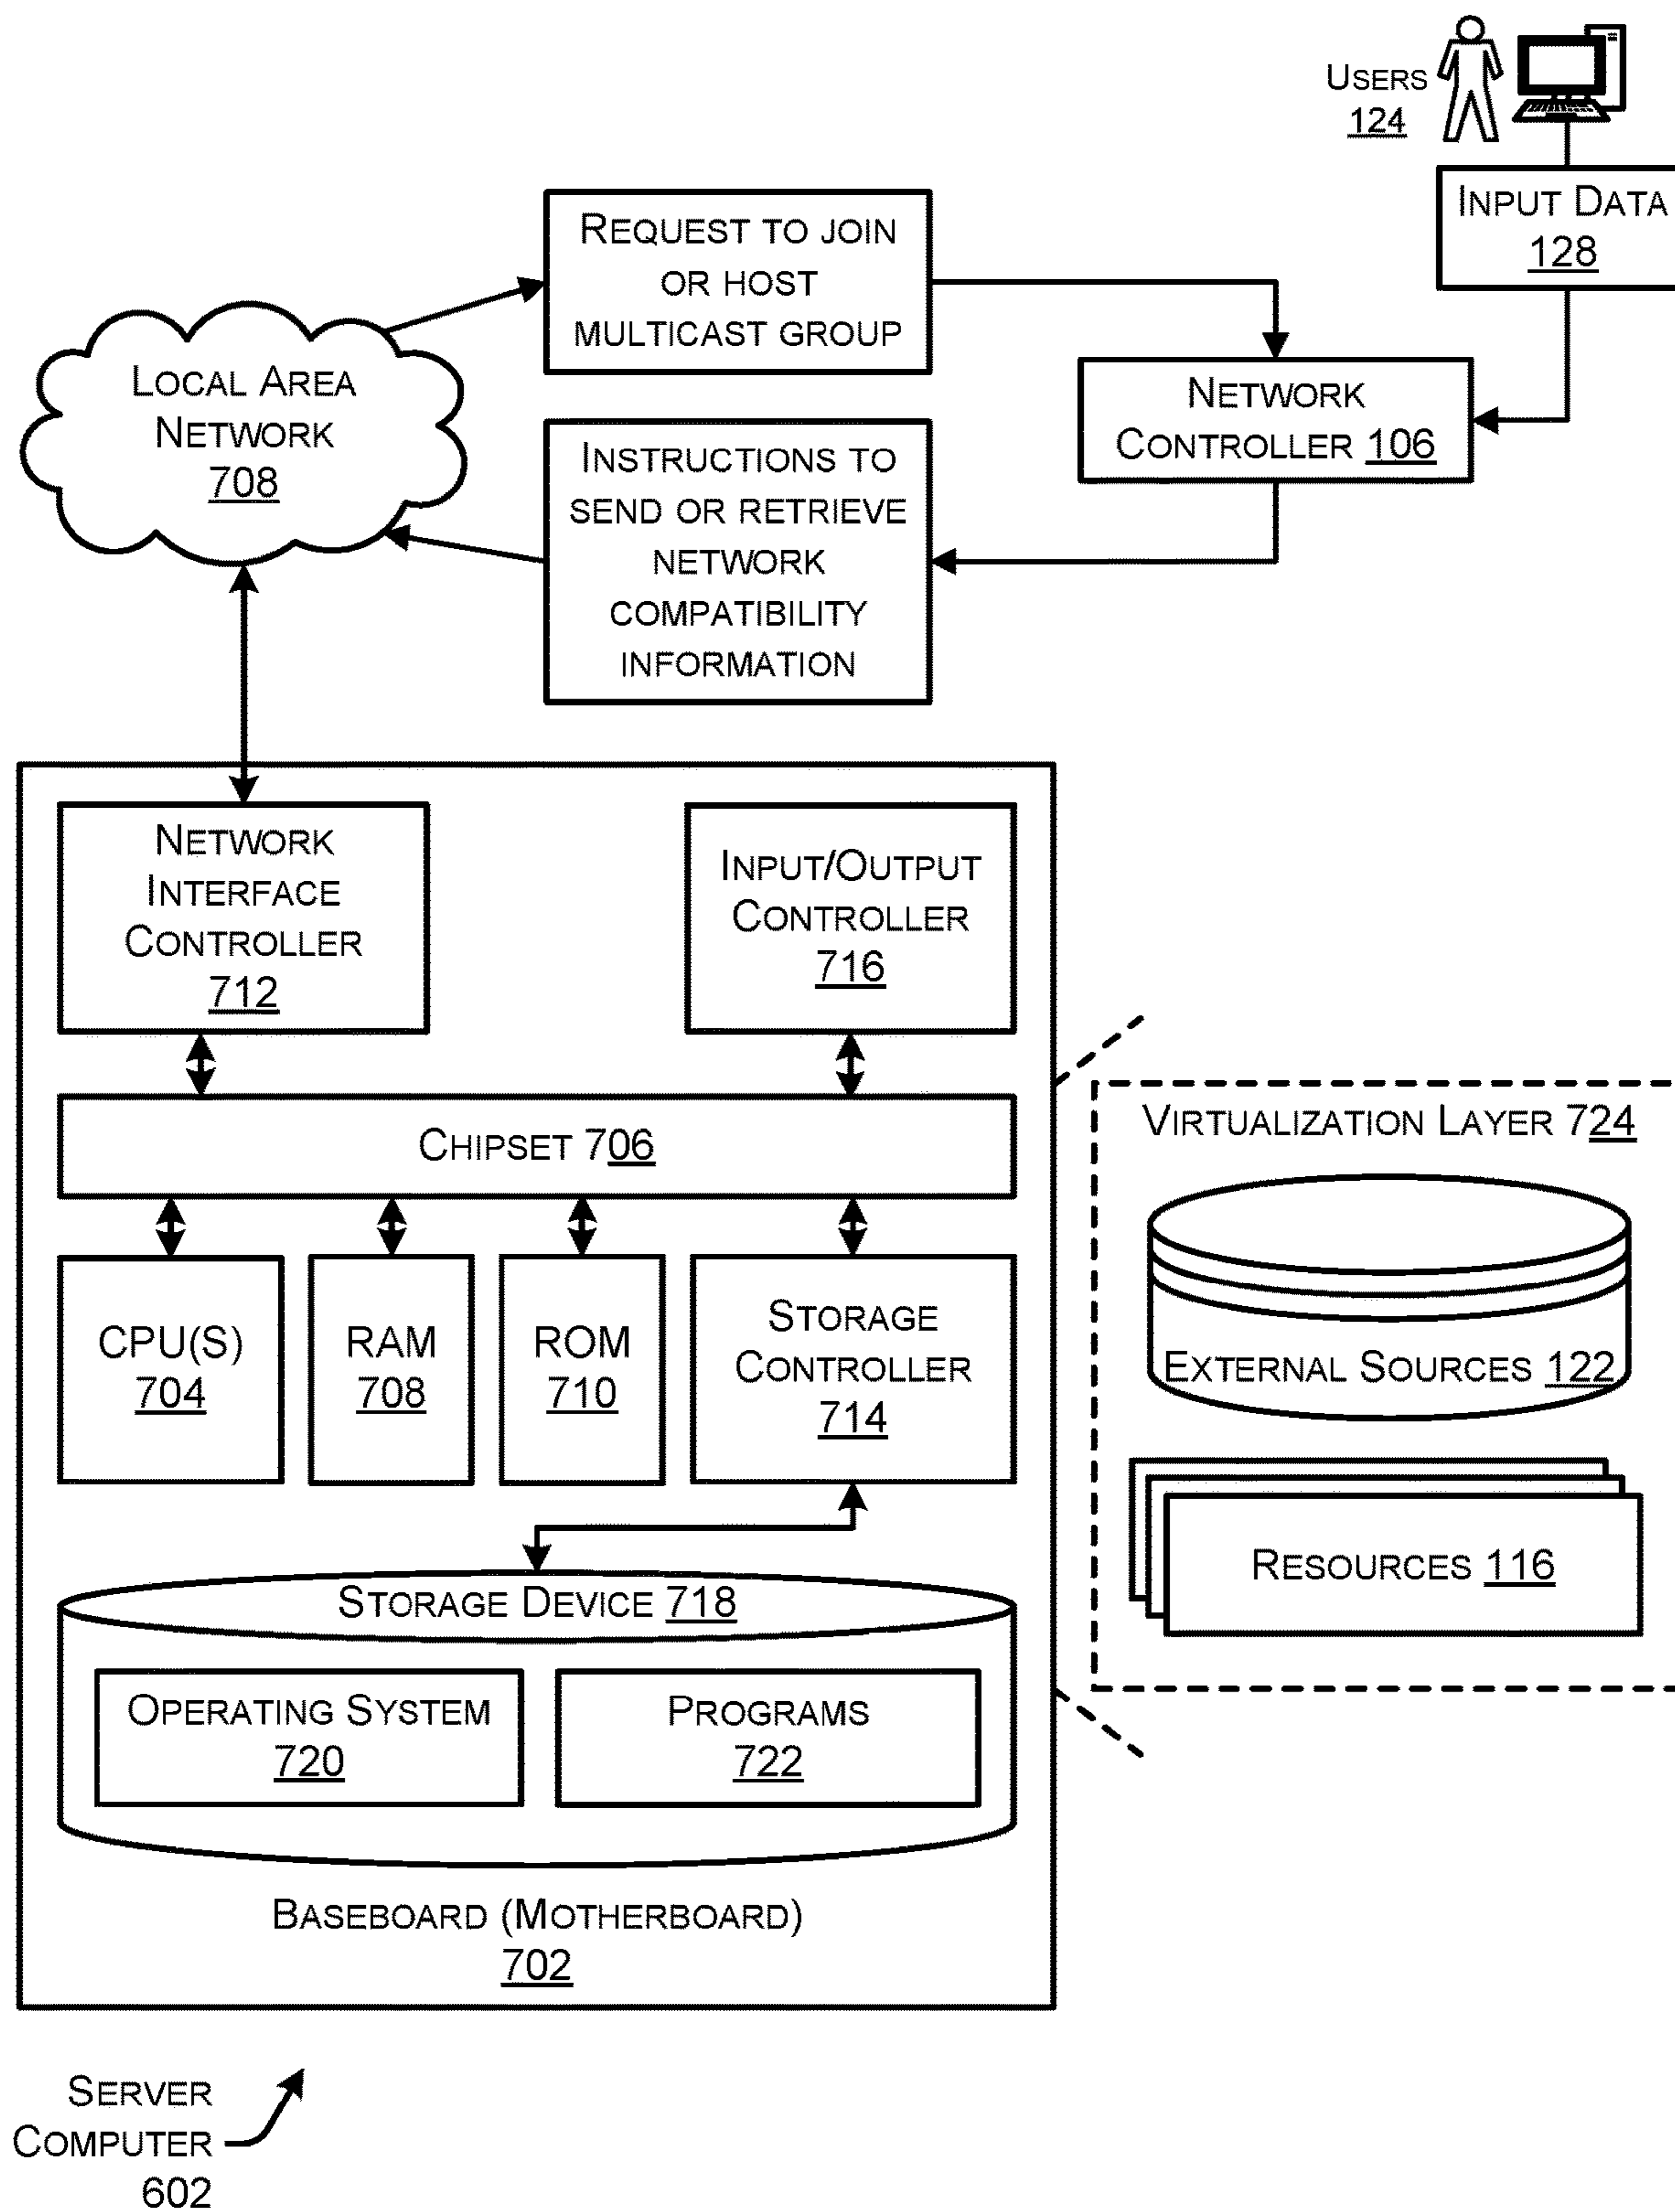 Users
124
Input Data
128
Request to join
or host
multicast group
Local Area
Network
708
Network
Controller 106
Instructions to
send or retrieve
network
compatibility
information
Network
Interface
Controller
712
Input/Output
Controller
716
Chipset 706
CPU(s)
704
RAM
708
ROM
710
Storage
Controller
714
Storage Device 718
Operating System
720
Programs
722
Baseboard (Motherboard)
702
Virtualization Layer 724
External Sources 122
Resources 116
Server
Computer
602